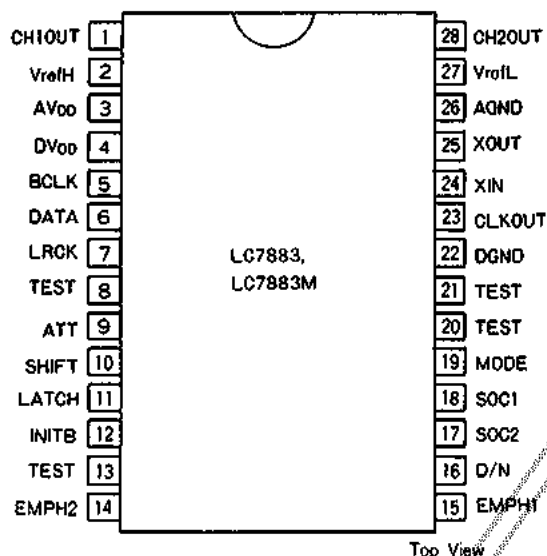 CH1OUT 1 28 CH2OUT
VrefH 2 27 VrefL
AVDD 3 26 AGND
DVDD 4 25 XOUT
BCLK 5 24 XIN
DATA 6 23 CLKOUT
LRCK 7 22 DGND
LC7883,
LC7883M
TEST 8 21 TEST
ATT 9 20 TEST
SHIFT 10 19 MODE
LATCH 11 18 SOC1
INITB 12 17 SOC2
TEST 13 16 D/N
EMPH2 14 15 EMPH1
Top View